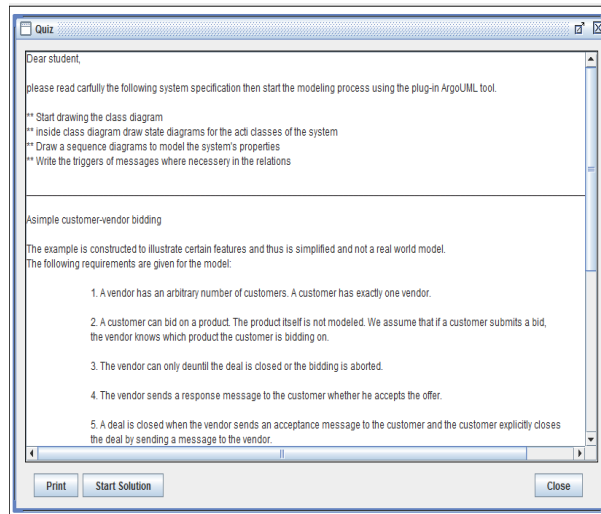 Quiz
Dear student,
please read carfully the following system specification then start the modeling process using the plug-in ArgoUML tool.
** Start drawing the class diagram
** inside class diagram draw state diagrams for the acti classes of the system
** Draw a sequence diagrams to model the system's properties
** Write the triggers of messages where necessery in the relations
Asimple customer-vendor bidding
The example is constructed to illustrate certain features and thus is simplified and not a real world model.
The following requirements are given for the model:
1. A vendor has an arbitrary number of customers. A customer has exactly one vendor.
2. A customer can bid on a product. The product itself is not modeled. We assume that if a customer submits a bid,
the vendor knows which product the customer is bidding on.
3. The vendor can only deuntil the deal is closed or the bidding is aborted.
4. The vendor sends a response message to the customer whether he accepts the offer.
5. A deal is closed when the vendor sends an acceptance message to the customer and the customer explicitly closes
the deal by sending a message to the vendor.
Print Start Solution Close